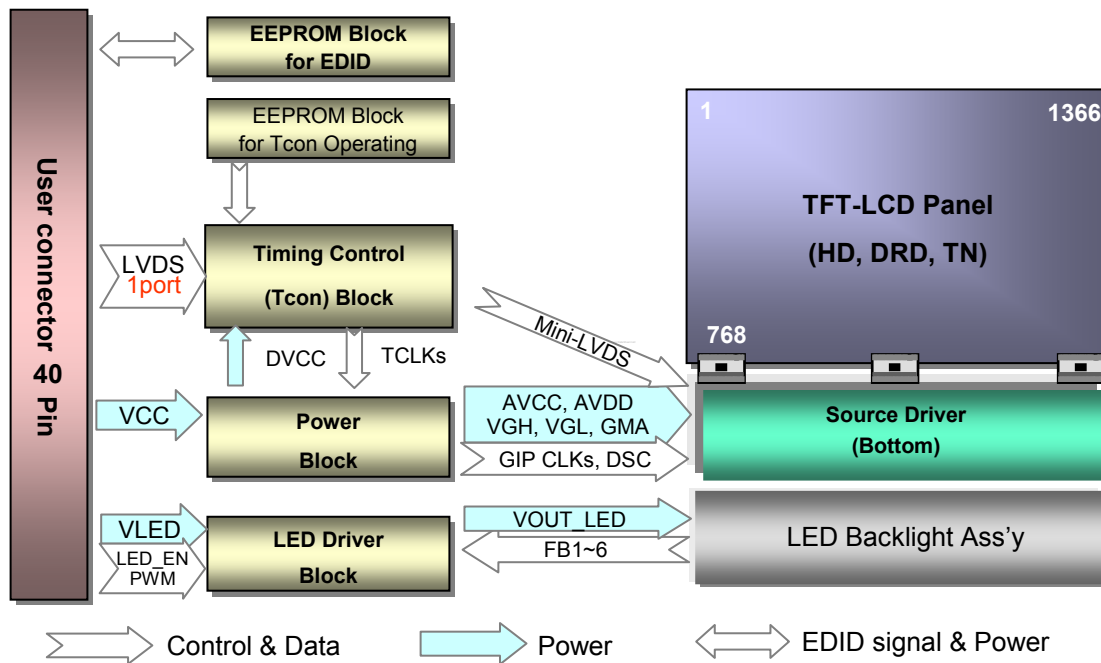 User connector 40 Pin
EEPROM Block
for EDID
EEPROM Block
for Tcon Operating
LVDS
1port
Timing Control
(Tcon) Block
DVCC
TCLKs
Mini-LVDS
VCC
Power
Block
AVCC, AVDD
VGH, VGL, GMA
GIP CLKs, DSC
VLED
LED_EN
PWM
LED Driver
Block
VOUT_LED
FB1~6
1
1366
TFT-LCD Panel
(HD, DRD, TN)
768
Source Driver
(Bottom)
LED Backlight Ass'y
Control & Data
Power
EDID signal & Power